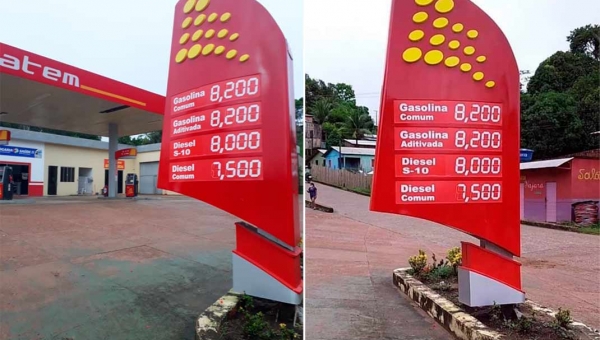 atem
Gasolina
Comum
8,200
Gasolina
Aditivada
8,200
Diesel
S-10
8,000
Diesel
Comum
7,500
Gasolina
Comum
8,200
Gasolina
Aditivada
8,200
Diesel
S-10
8,000
Diesel
Comum
7,500